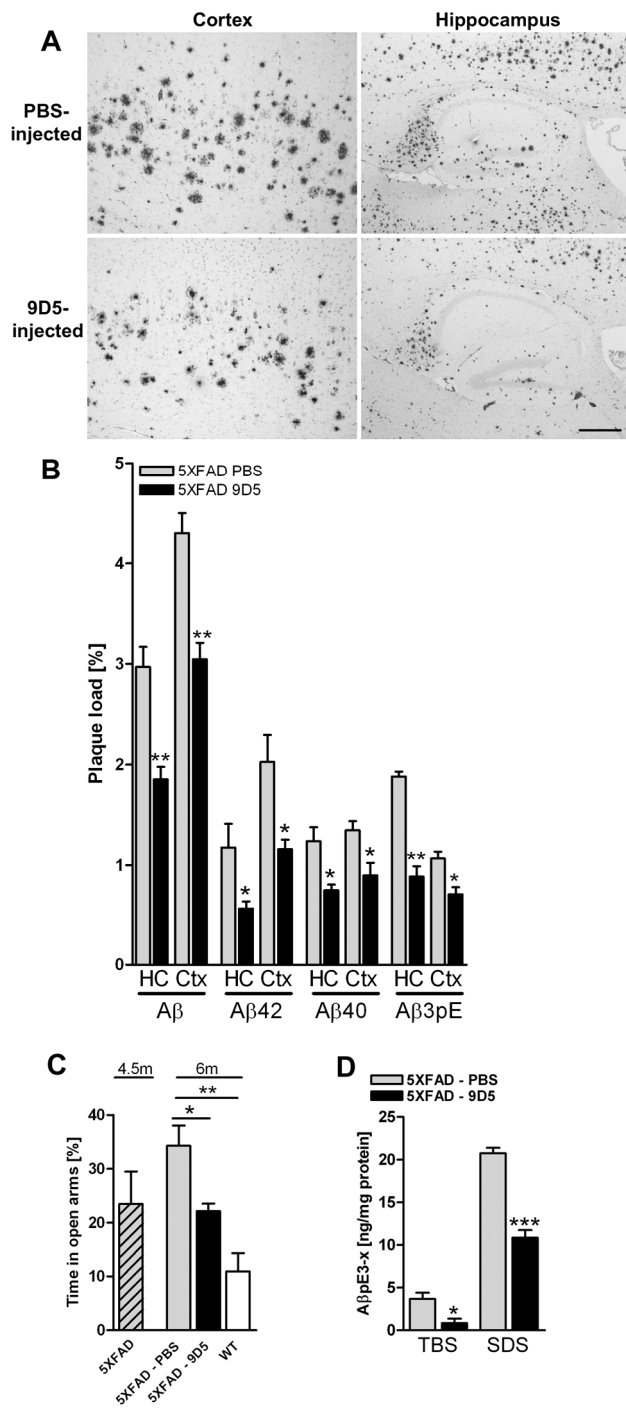 A
Cortex
Hippocampus
PBS-
injected
9D5-
injected
B
5XFAD PBS
5XFAD 9D5
Plaque load [%]
5
4
3
2
1
0
** ** * * * * ** *
HC Ctx HC Ctx HC Ctx HC Ctx
Aβ Aβ42 Aβ40 Aβ3pE
C
4.5m 6m
**
*
Time in open arms [%]
40
30
20
10
0
5XFAD
5XFAD - PBS
5XFAD - 9D5
WT
D
5XFAD - PBS
5XFAD - 9D5
AβpE3-x [ng/mg protein]
25
20
15
10
5
0
* ***
TBS SDS